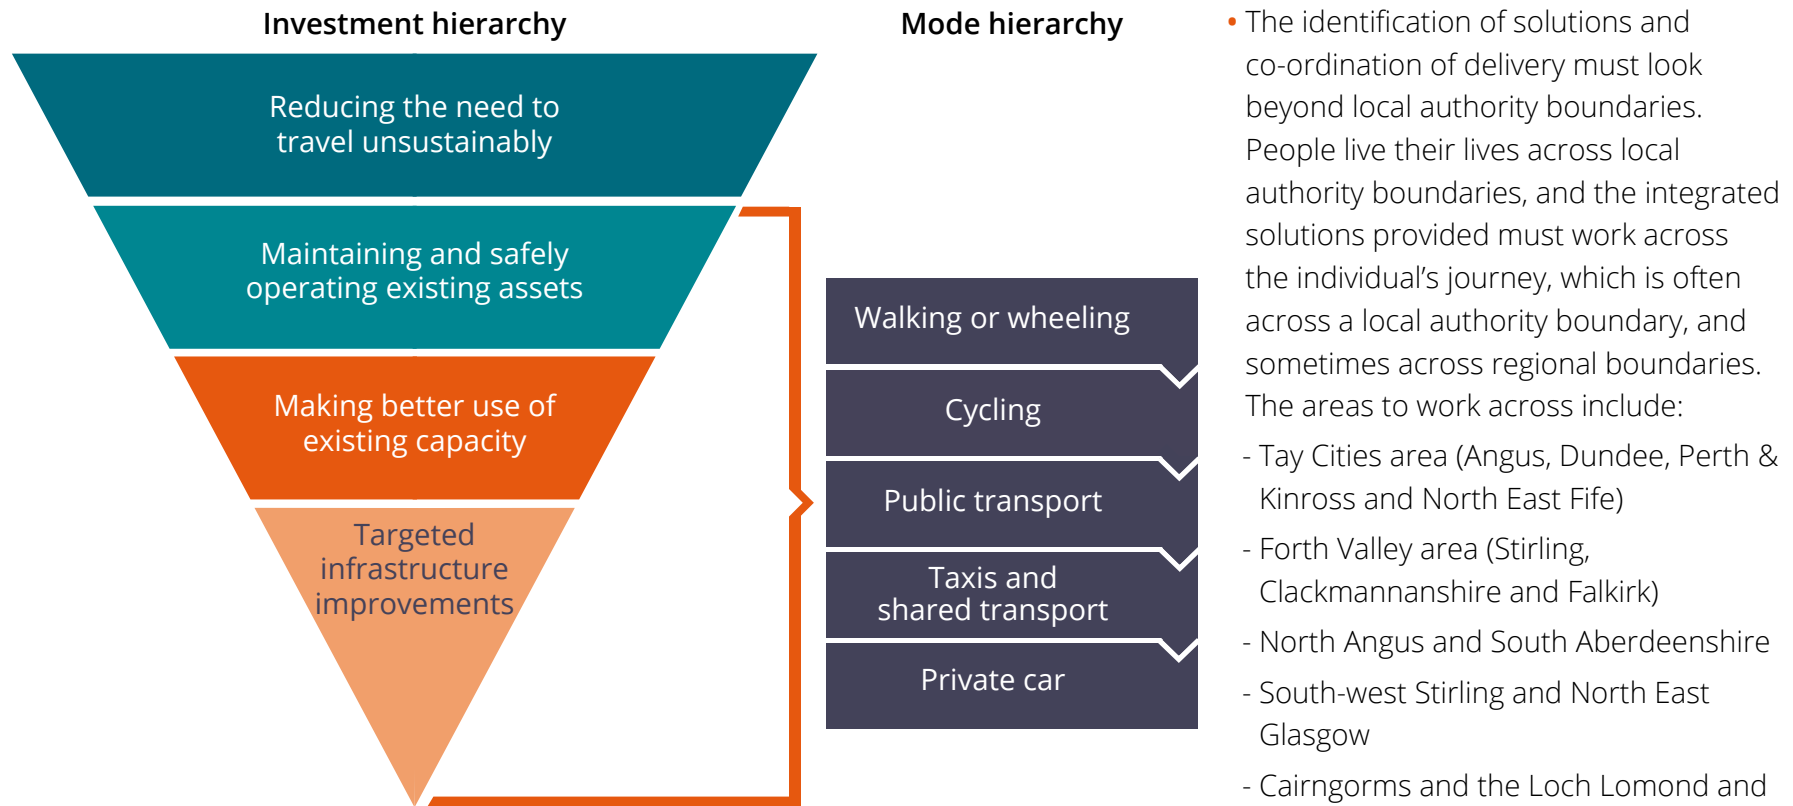 Investment hierarchy
Reducing the need to
travel unsustainably
Maintaining and safely
operating existing assets
Making better use of
existing capacity
Targeted
infrastructure
improvements
Mode hierarchy
Walking or wheeling
Cycling
Public transport
Taxis and
shared transport
Private car
• The identification of solutions and
co-ordination of delivery must look
beyond local authority boundaries.
People live their lives across local
authority boundaries, and the integrated
solutions provided must work across
the individual’s journey, which is often
across a local authority boundary, and
sometimes across regional boundaries.
The areas to work across include:
- Tay Cities area (Angus, Dundee, Perth &
Kinross and North East Fife)
- Forth Valley area (Stirling,
Clackmannanshire and Falkirk)
- North Angus and South Aberdeenshire
- South-west Stirling and North East
Glasgow
- Cairngorms and the Loch Lomond and